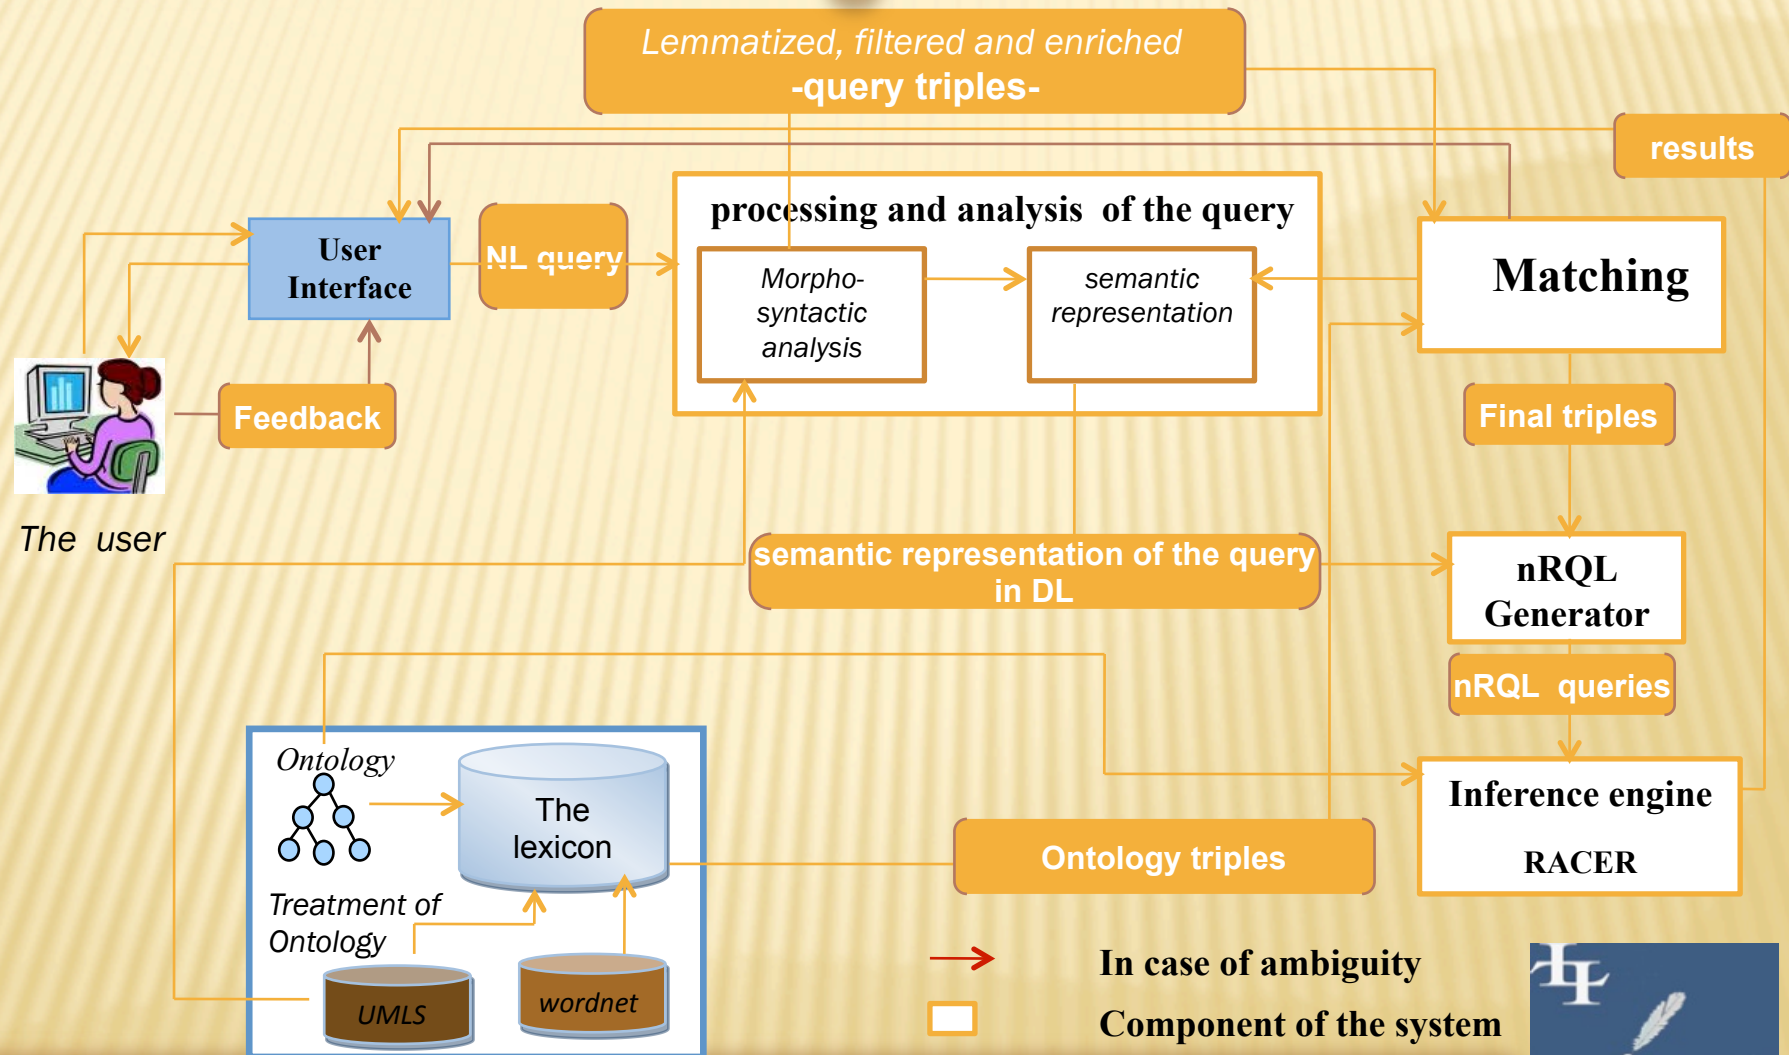 Lemmatized, filtered and enriched
-query triples-
results
processing and analysis of the query
User
Interface
NL query
Morpho-
syntactic
analysis
semantic
representation
Matching
Feedback
Final triples
The user
semantic representation of the query
in DL
nRQL
Generator
nRQL queries
Ontology
The
lexicon
Inference engine
RACER
Ontology triples
Treatment of
Ontology
UMLS
wordnet
In case of ambiguity
Component of the system